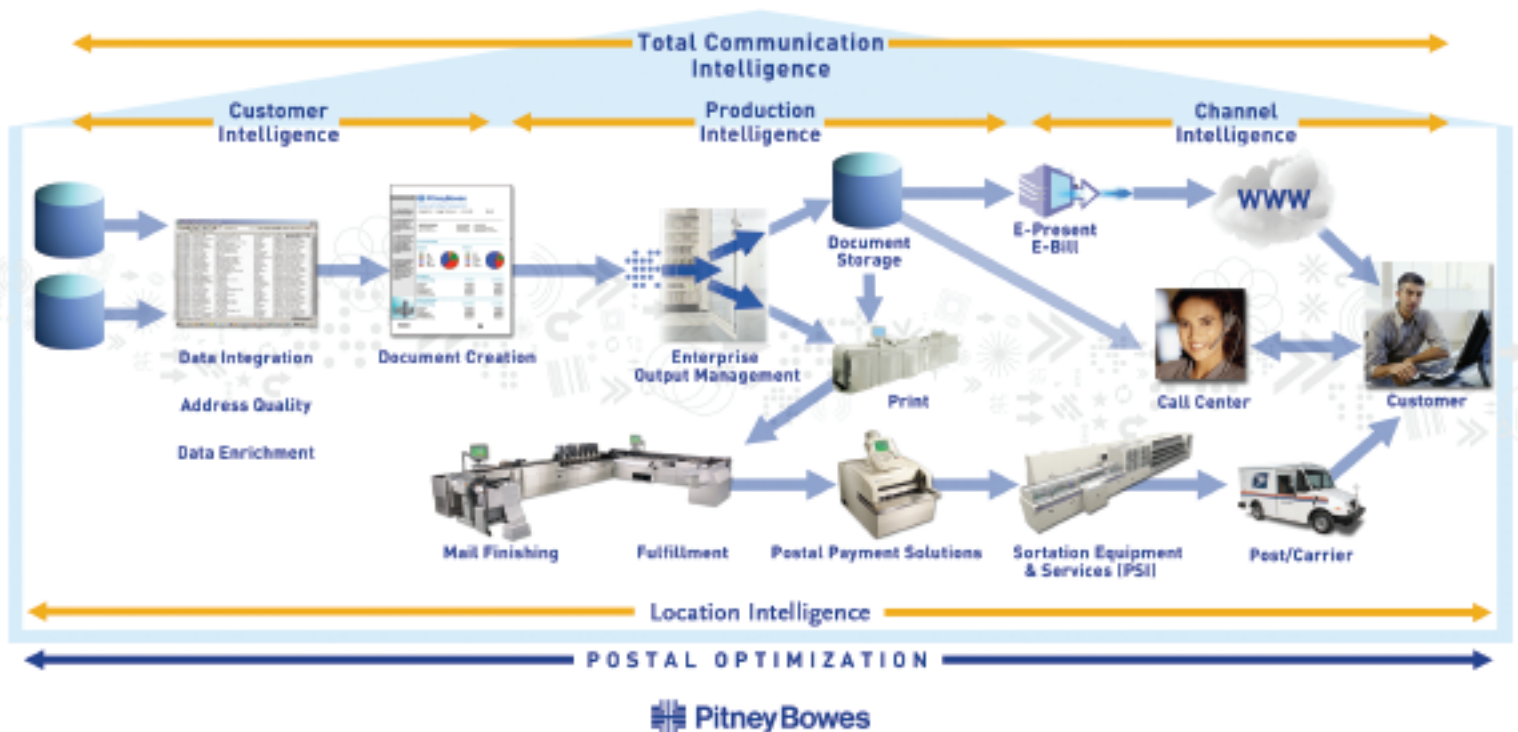 Total Communication
Intelligence
Customer
Intelligence
Production
Intelligence
Channel
Intelligence
PitneyBowes
WWW
E-Present
E-Bill
Document
Storage
Data Integration
Document Creation
Enterprise
Output Management
Print
Call Center
Customer
Address Quality
Data Enrichment
Mail Finishing
Fulfillment
Postal Payment Solutions
Sortation Equipment
& Services (PSI)
Post/Carrier
Location Intelligence
POSTAL OPTIMIZATION
PitneyBowes